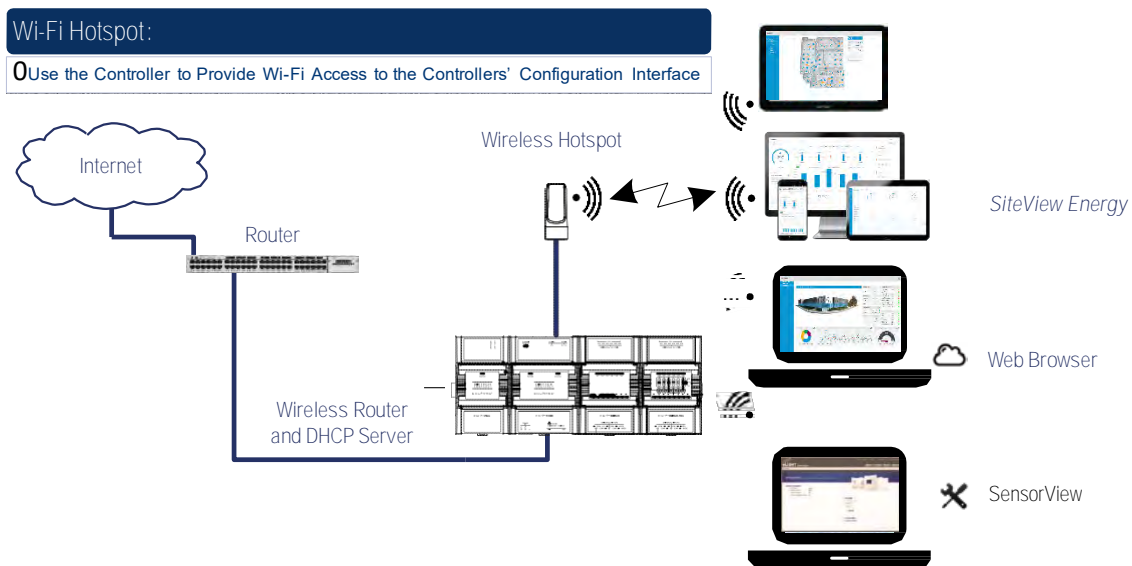 Wi-Fi Hotspot:
0Use the Controller to Provide Wi-Fi Access to the Controllers' Configuration Interface
Internet
Router
Wireless Hotspot
Wireless Router
and DHCP Server
SiteView Energy
Web Browser
SensorView